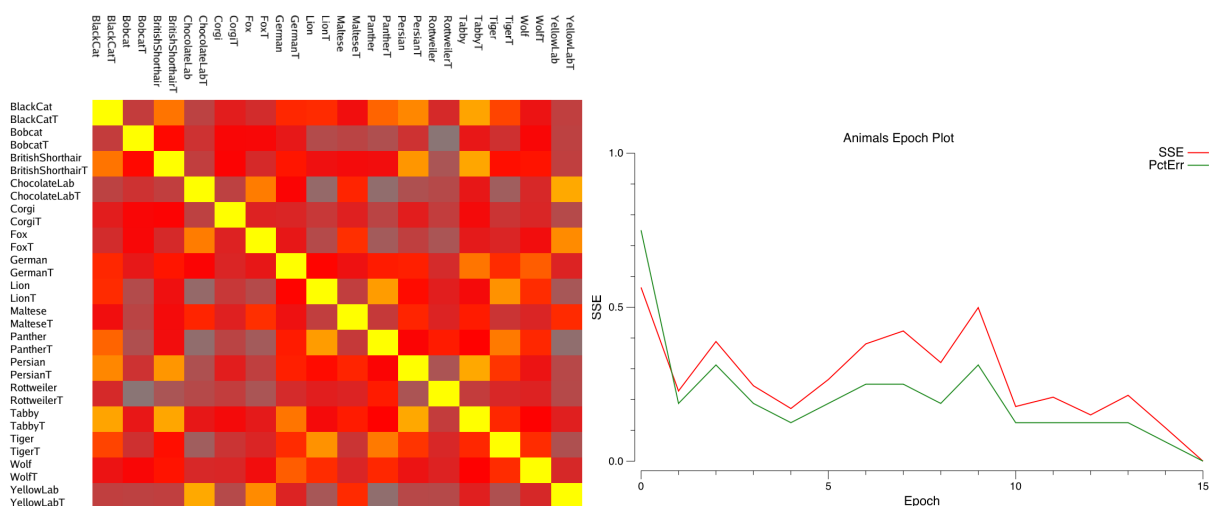 BlackCat
BlackCatT
Bobcat
BobcatT
BritishShorthair
BritishShorthairT
ChocolateLab
ChocolateLabT
Corgi
CorgiT
Fox
FoxT
German
GermanT
Lion
LionT
Maltese
MalteseT
Panther
PantherT
Persian
PersianT
Rottweiler
RottweilerT
Tabby
TabbyT
Tiger
TigerT
Wolf
WolfT
YellowLab
YellowLabT
BlackCat
BlackCatT
Bobcat
BobcatT
BritishShorthair
BritishShorthairT
ChocolateLab
ChocolateLabT
Corgi
CorgiT
Fox
FoxT
German
GermanT
Lion
LionT
Maltese
MalteseT
Panther
PantherT
Persian
PersianT
Rottweiler
RottweilerT
Tabby
TabbyT
Tiger
TigerT
Wolf
WolfT
YellowLab
YellowLabT
Animals Epoch Plot
SSE
PctErr
1.0
0.5
0.0
SSE
0
5
10
15
Epoch